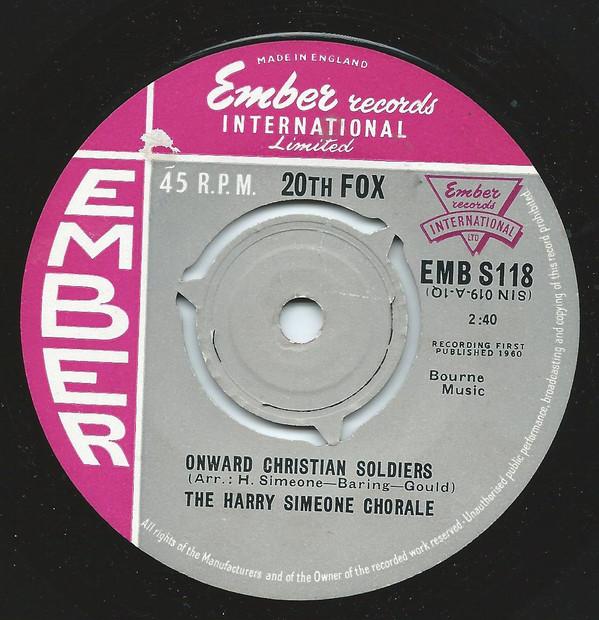 MADE IN ENGLAND
Ember records
INTERNATIONAL
Limited
EMBER
45 R.P.M. 20TH FOX
Ember
records
INTERNATIONAL
LTD
EMB S118
(SIN 019-A-1Q)
2:40
RECORDING FIRST
PUBLISHED 1960
Bourne
Music
ONWARD CHRISTIAN SOLDIERS
(Arr.: H. Simeone—Baring—Gould)
THE HARRY SIMEONE CHORALE
All rights of the Manufacturers and of the Owner of the recorded work reserved·Unauthorised public performance, broadcasting and copying of this record prohibited